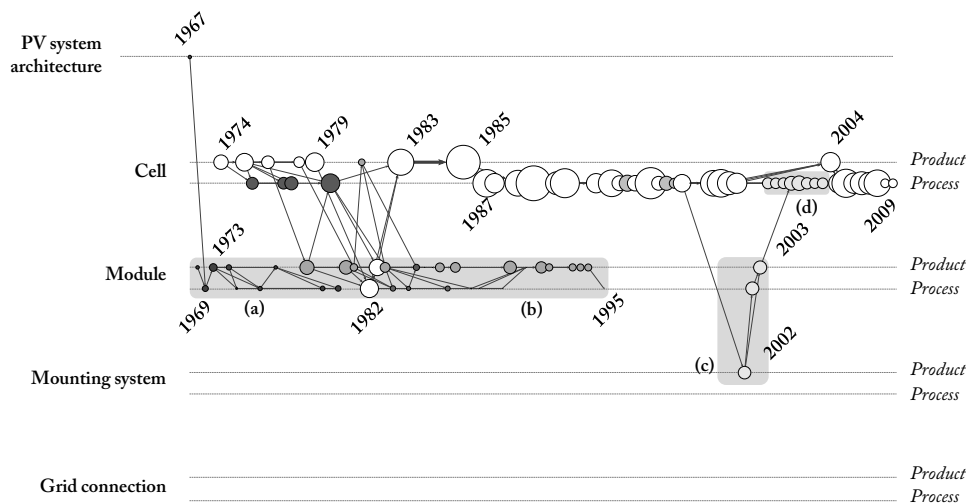 1967
PV system
architecture
1974
1979
1983
1985
2004
Product
Cell
Process
1987
(d)
2009
1973
2003
Product
Module
Process
1969
(a)
1982
(b)
1995
(c)
2002
Product
Mounting system
Process
Product
Grid connection
Process